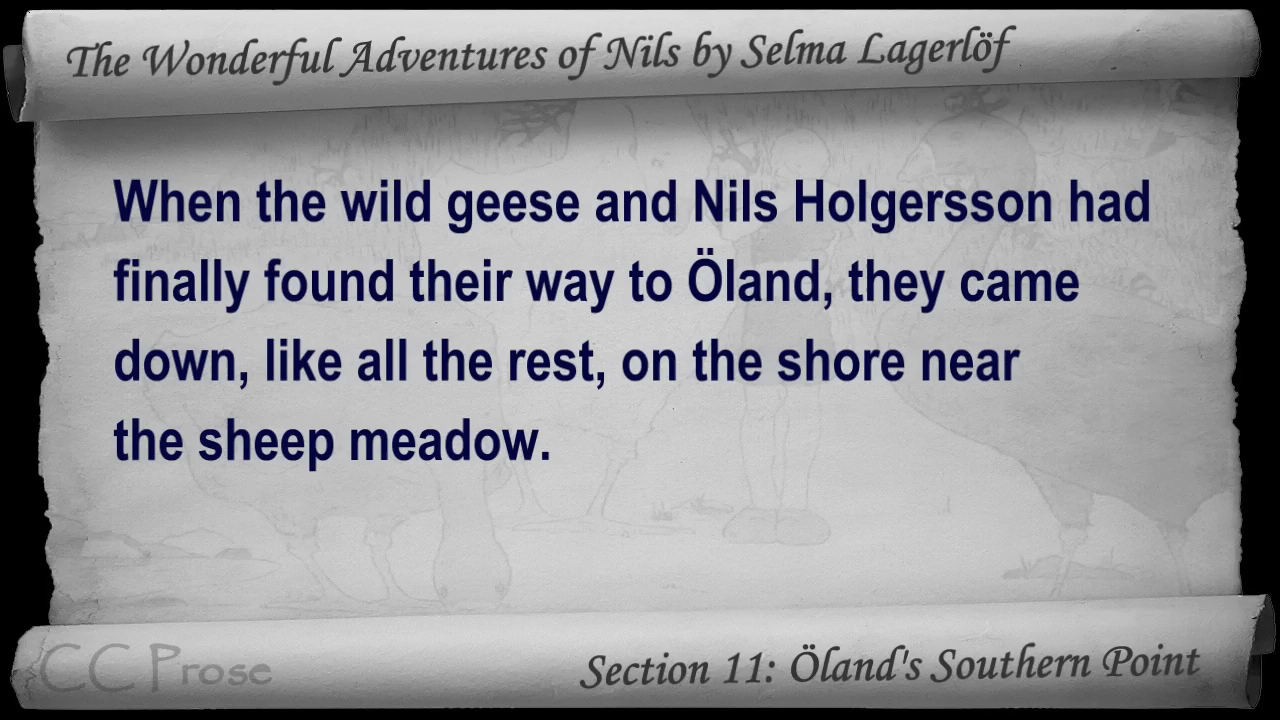 The Wonderful Adventures of Nils by Selma Lagerlöf
When the wild geese and Nils Holgersson had
finally found their way to Öland, they came
down, like all the rest, on the shore near
the sheep meadow.
CC Prose
Section 11: Öland's Southern Point